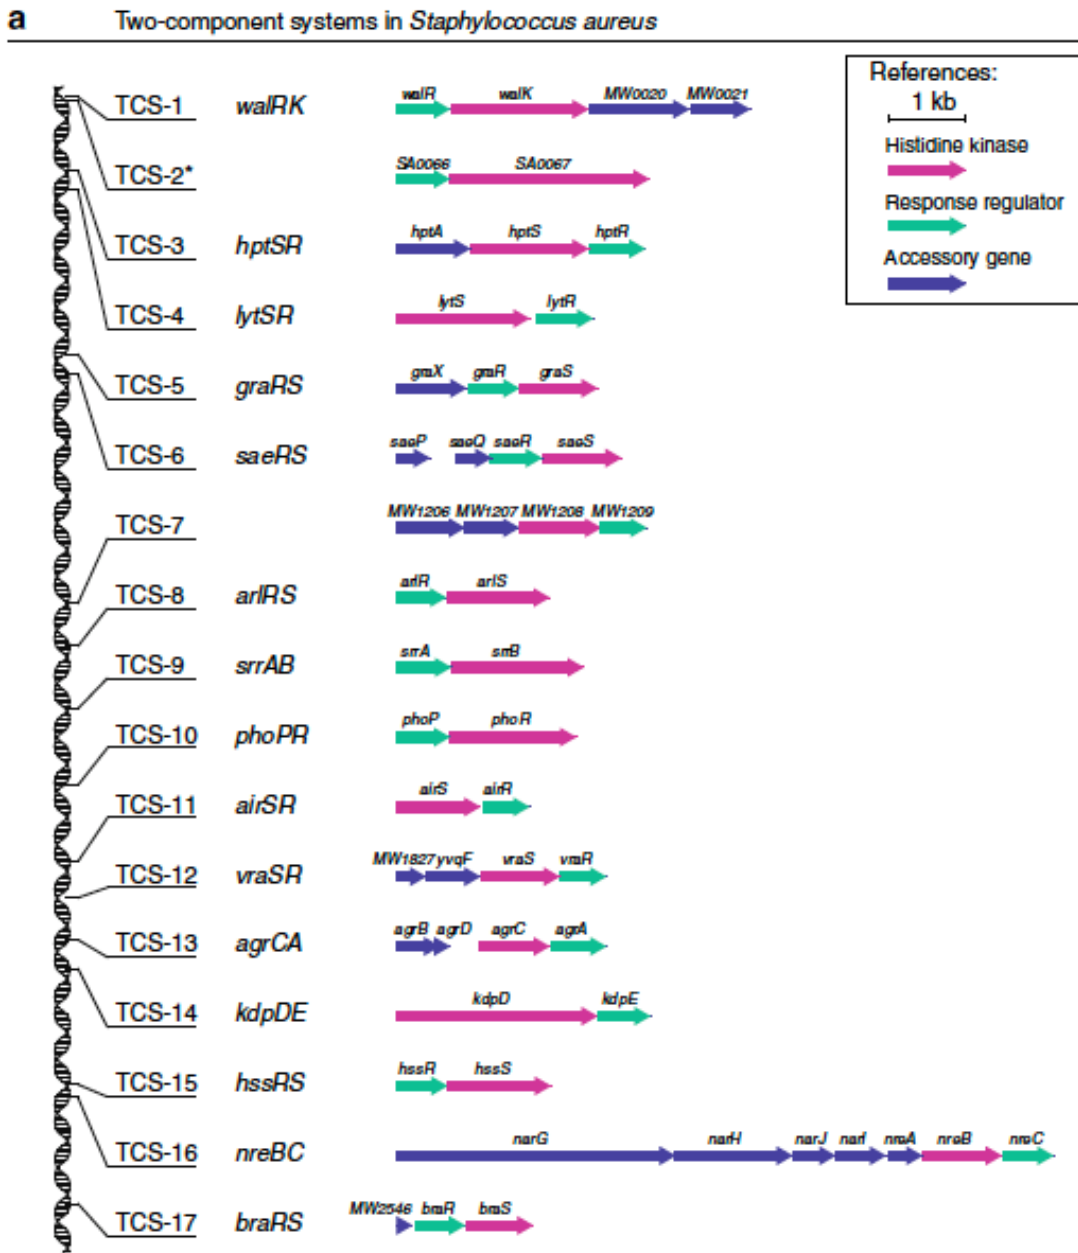 a Two-component systems in Staphylococcus aureus
References:
1 kb
Histidine kinase
Response regulator
Accessory gene
TCS-1 walRK walR walK MW0020 MW0021
TCS-2* SA0066 SA0067
TCS-3 hptSR hptA hptS hptR
TCS-4 lytSR lytS lytR
TCS-5 graRS graX graR graS
TCS-6 saeRS saeP saeQ saeR saeS
TCS-7 MW1206 MW1207 MW1208 MW1209
TCS-8 arlRS arlR arlS
TCS-9 srrAB srrA srrB
TCS-10 phoPR phoP phoR
TCS-11 airSR airS airR
TCS-12 vraSR MW1827 yvqF vraS vraR
TCS-13 agrCA agrB agrD agrC agrA
TCS-14 kdpDE kdpD kdpE
TCS-15 hssRS hssR hssS
TCS-16 nreBC narG narH narJ narI nreA nreB nreC
TCS-17 braRS MW2546 braR braS